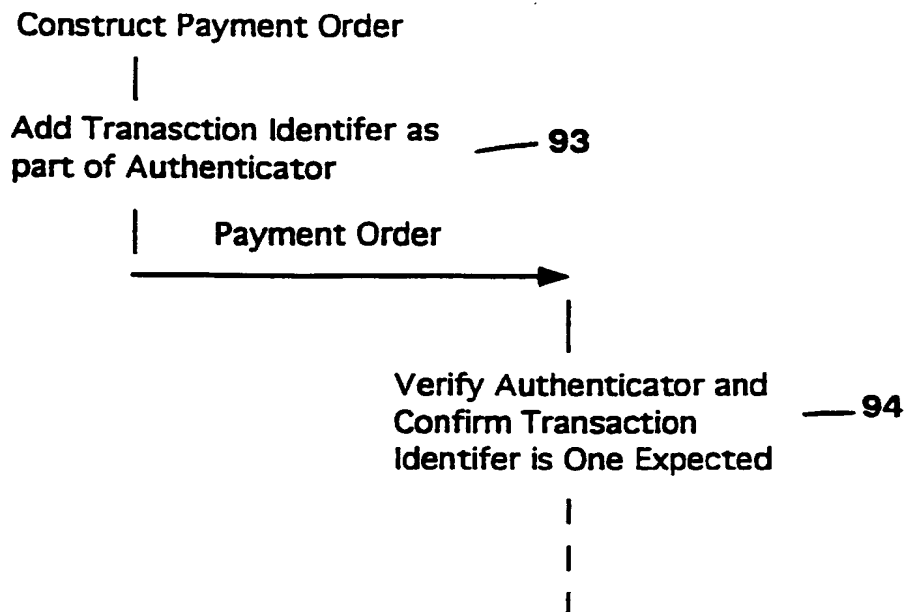 Construct Payment Order
Add Tranasction Identifer as
part of Authenticator
93
Payment Order
Verify Authenticator and
Confirm Transaction
Identifer is One Expected
94